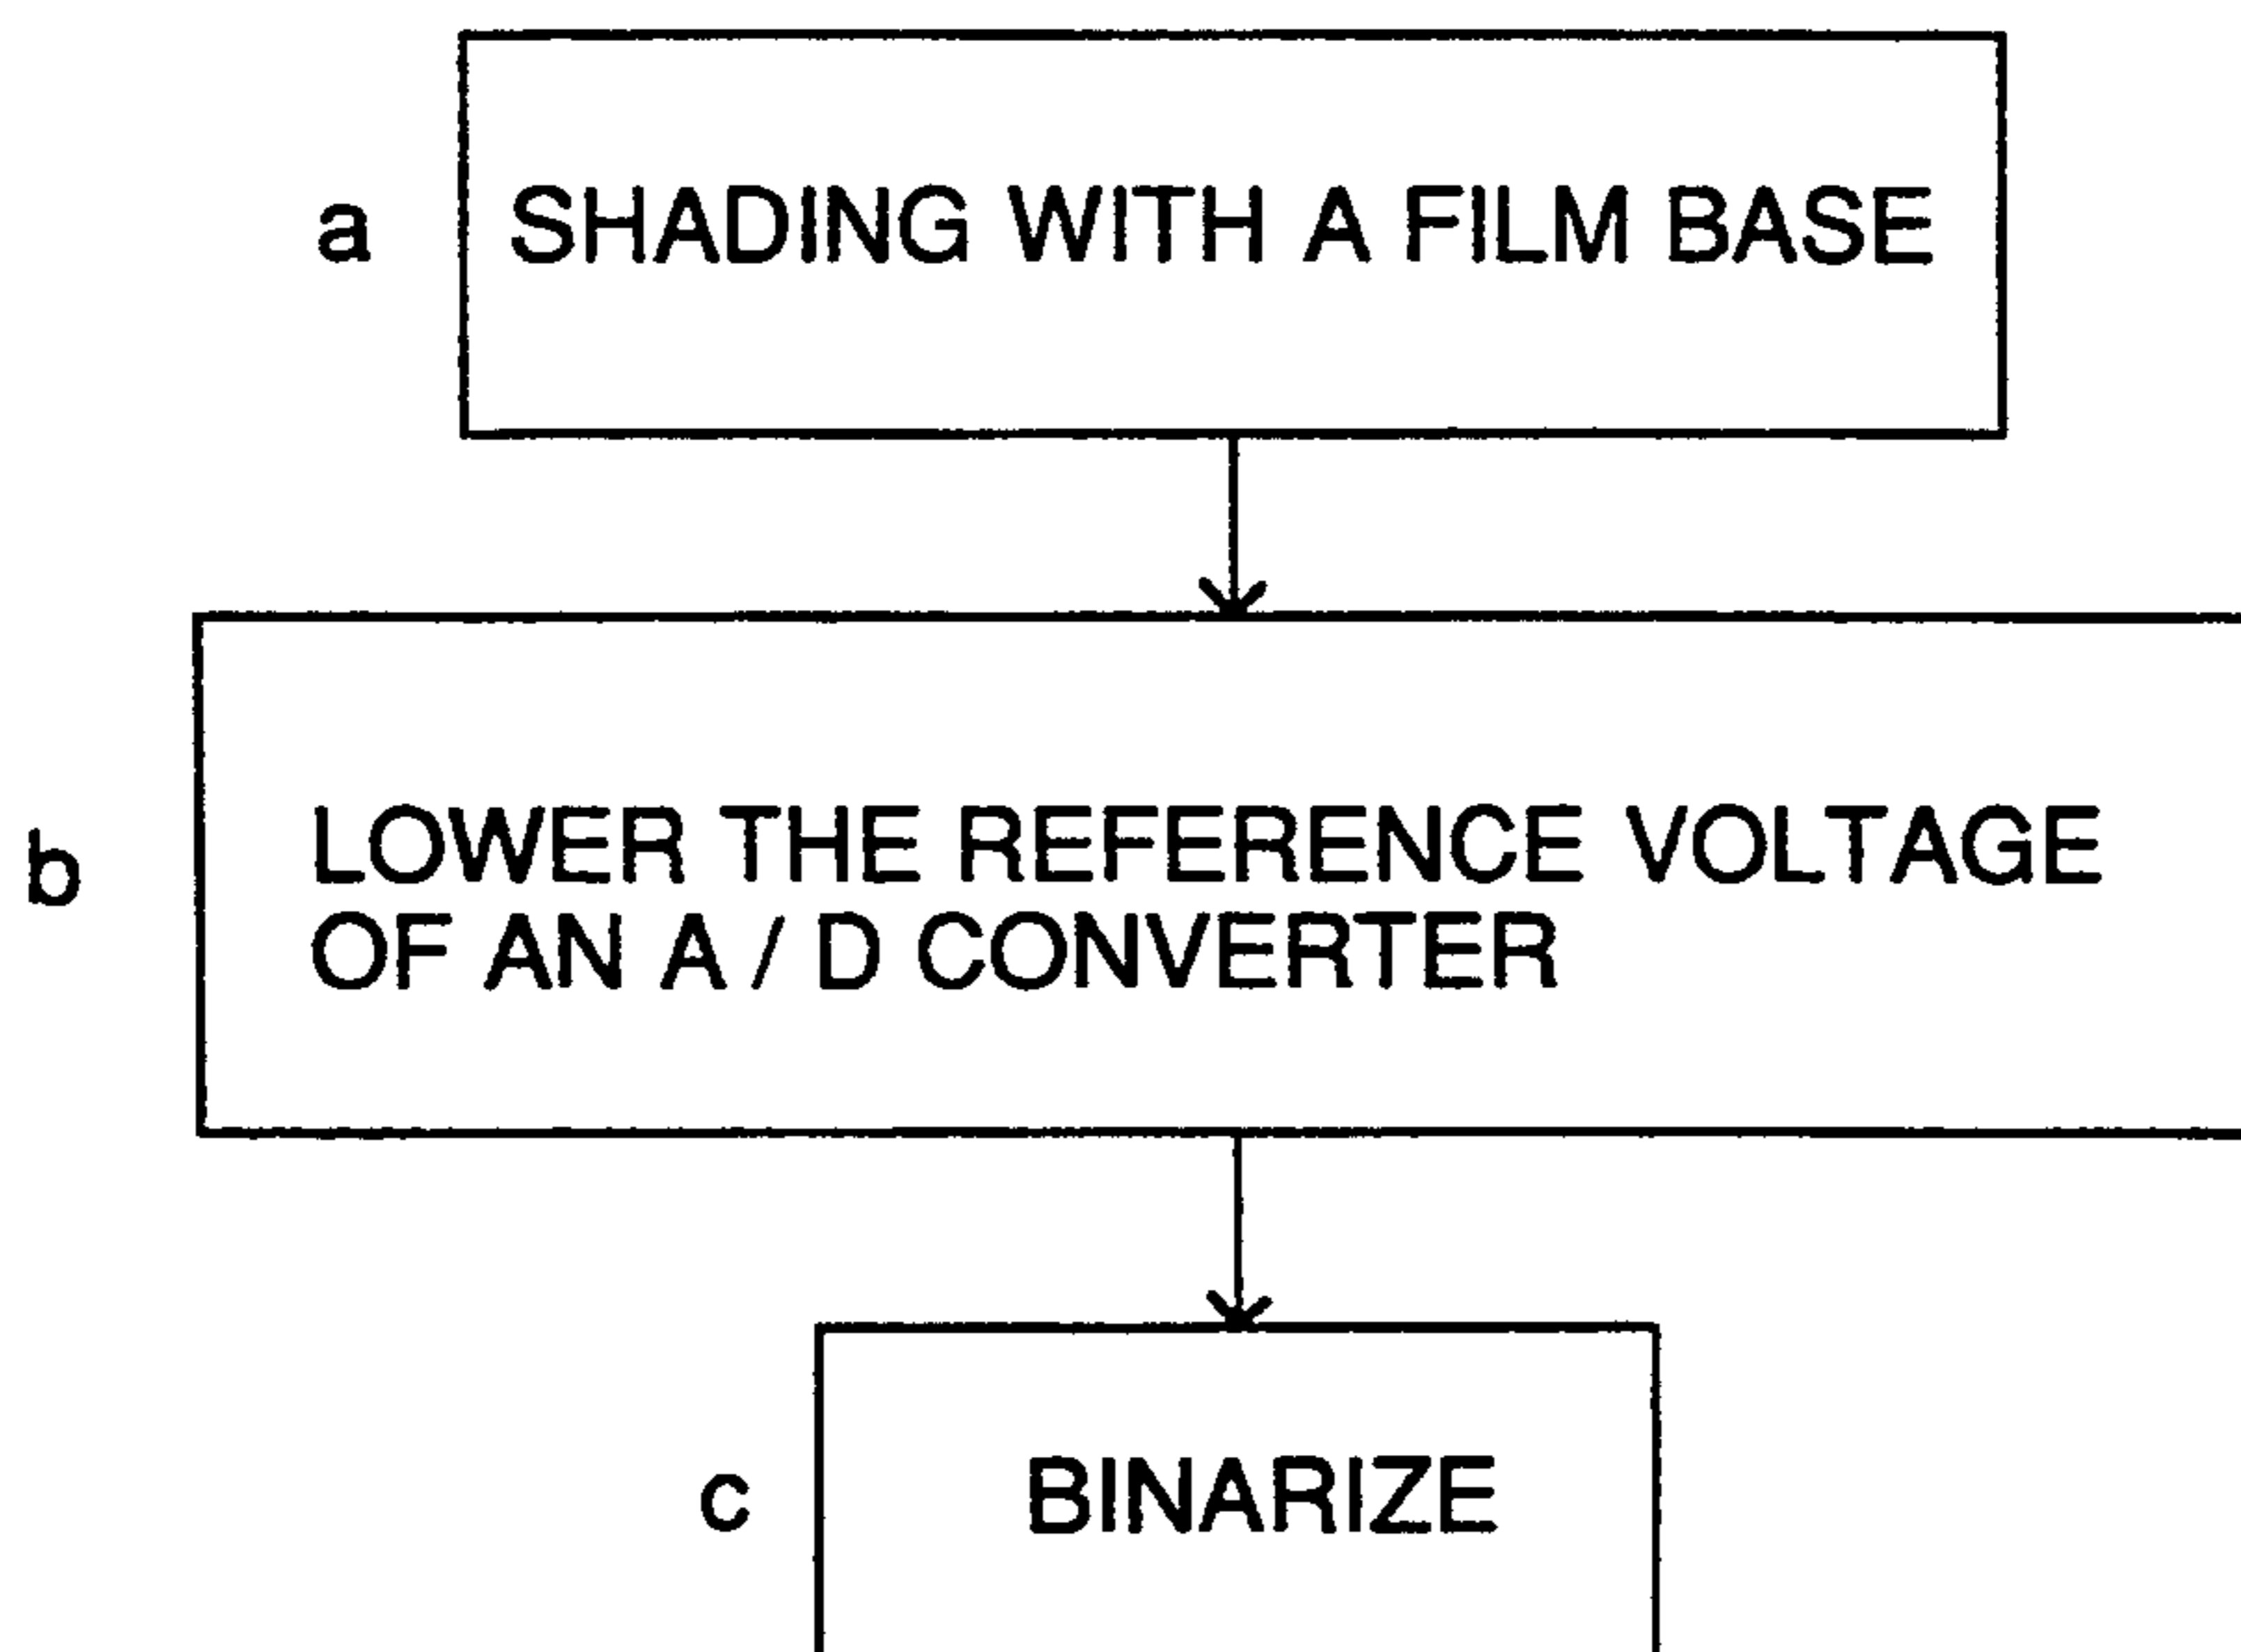 a
SHADING WITH A FILM BASE
b
LOWER THE REFERENCE VOLTAGE
OF AN A / D CONVERTER
c
BINARIZE